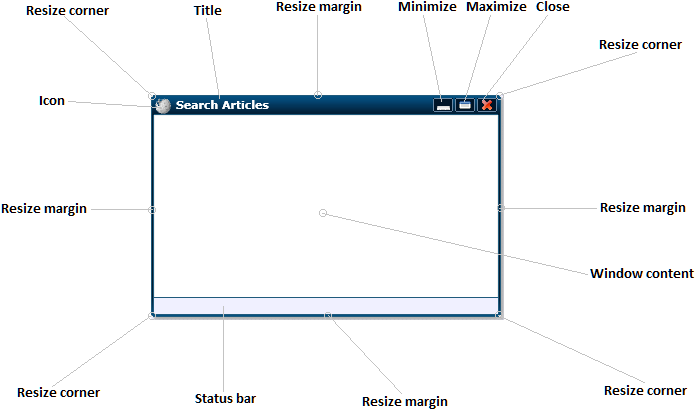 Resize corner
Title
Resize margin
Minimize
Maximize
Close
Resize corner
Icon
Search Articles
Resize margin
Resize margin
Window content
Resize corner
Status bar
Resize margin
Resize corner